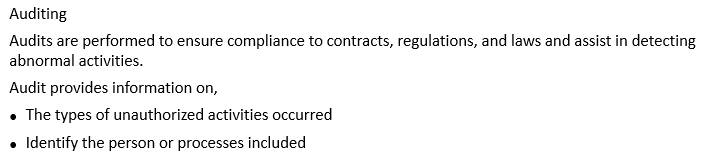 Auditing
Audits are performed to ensure compliance to contracts, regulations, and laws and assist in detecting
abnormal activities.
Audit provides information on,
• The types of unauthorized activities occurred
• Identify the person or processes included